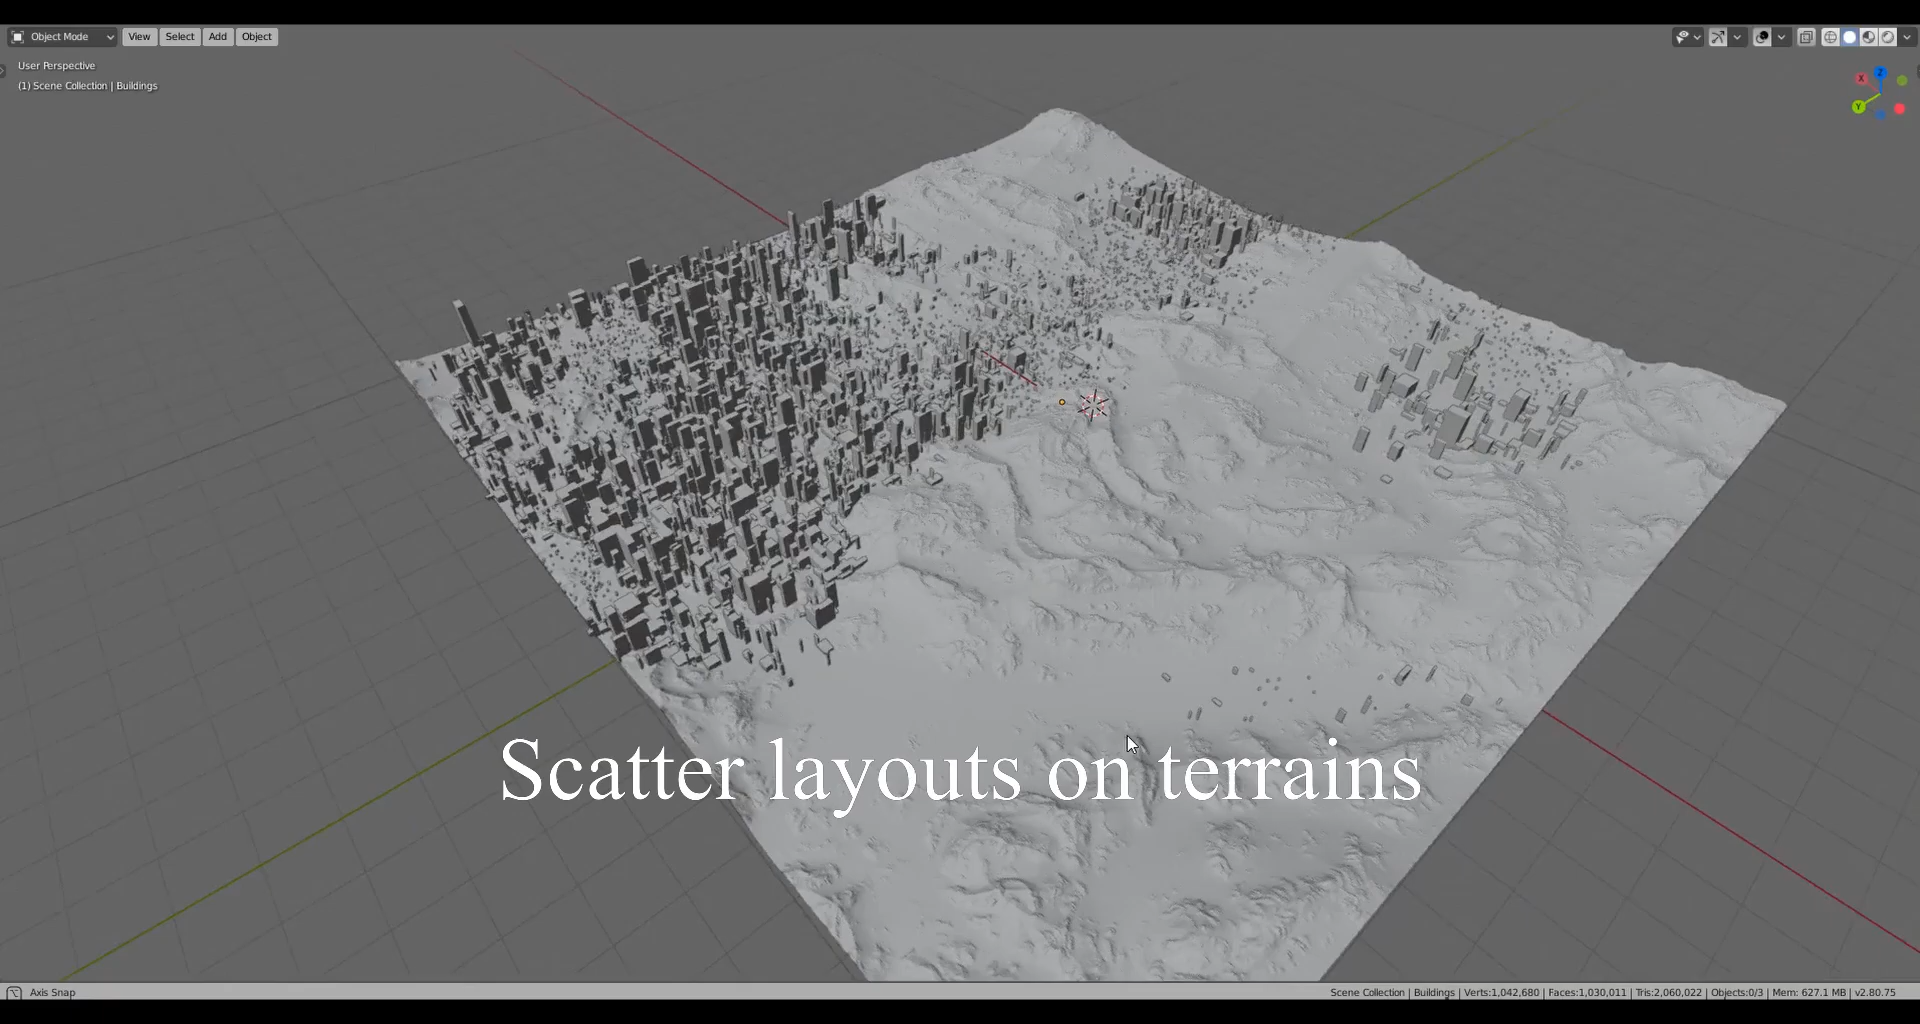 Object Mode View Select Add Object
User Perspective
(1) Scene Collection | Buildings
X Z
Y
Scatter layouts on terrains
Axis Snap Scene Collection | Buildings | Verts:1,042,680 | Faces:1,030,011 | Tris:2,060,022 | Objects:0/3 | Mem: 627.1 MB | v2.80.75